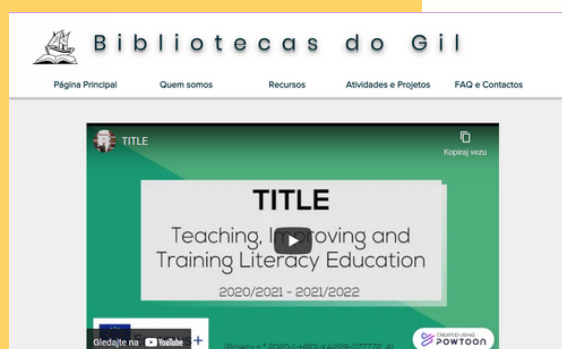 Bibliotecas do Gil
Página Principal Quem somos Recursos Atividades e Projetos FAQ e Contactos
TITLE
Kopiraj vezu
TITLE
Teaching, Improving and
Training Literacy Education
2020/2021 - 2021/2022
Gledajte na YouTube
CREATED USING
POWTOON